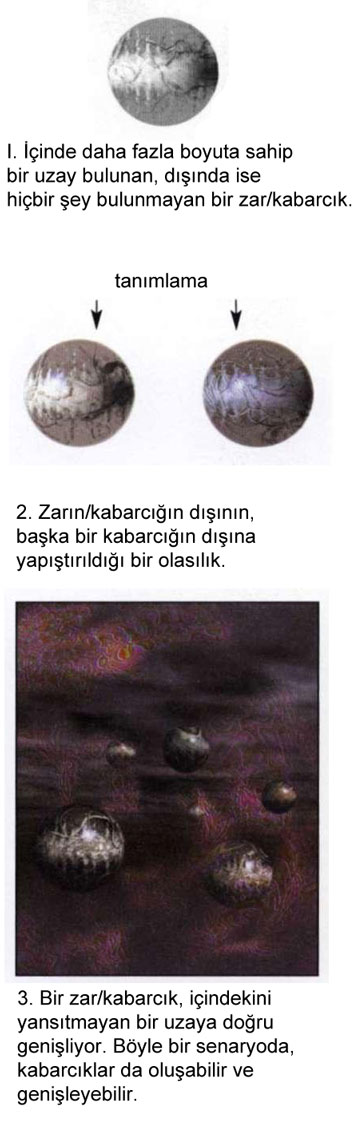 I. İçinde daha fazla boyuta sahip
bir uzay bulunan, dışında ise
hiçbir şey bulunmayan bir zar/kabarcık.
tanımlama
2. Zarın/kabarcığın dışının,
başka bir kabarcığın dışına
yapıştırıldığı bir olasılık.
3. Bir zar/kabarcık, içindekini
yansıtmayan bir uzaya doğru
genişliyor. Böyle bir senaryoda,
kabarcıklar da oluşabilir ve
genişleyebilir.